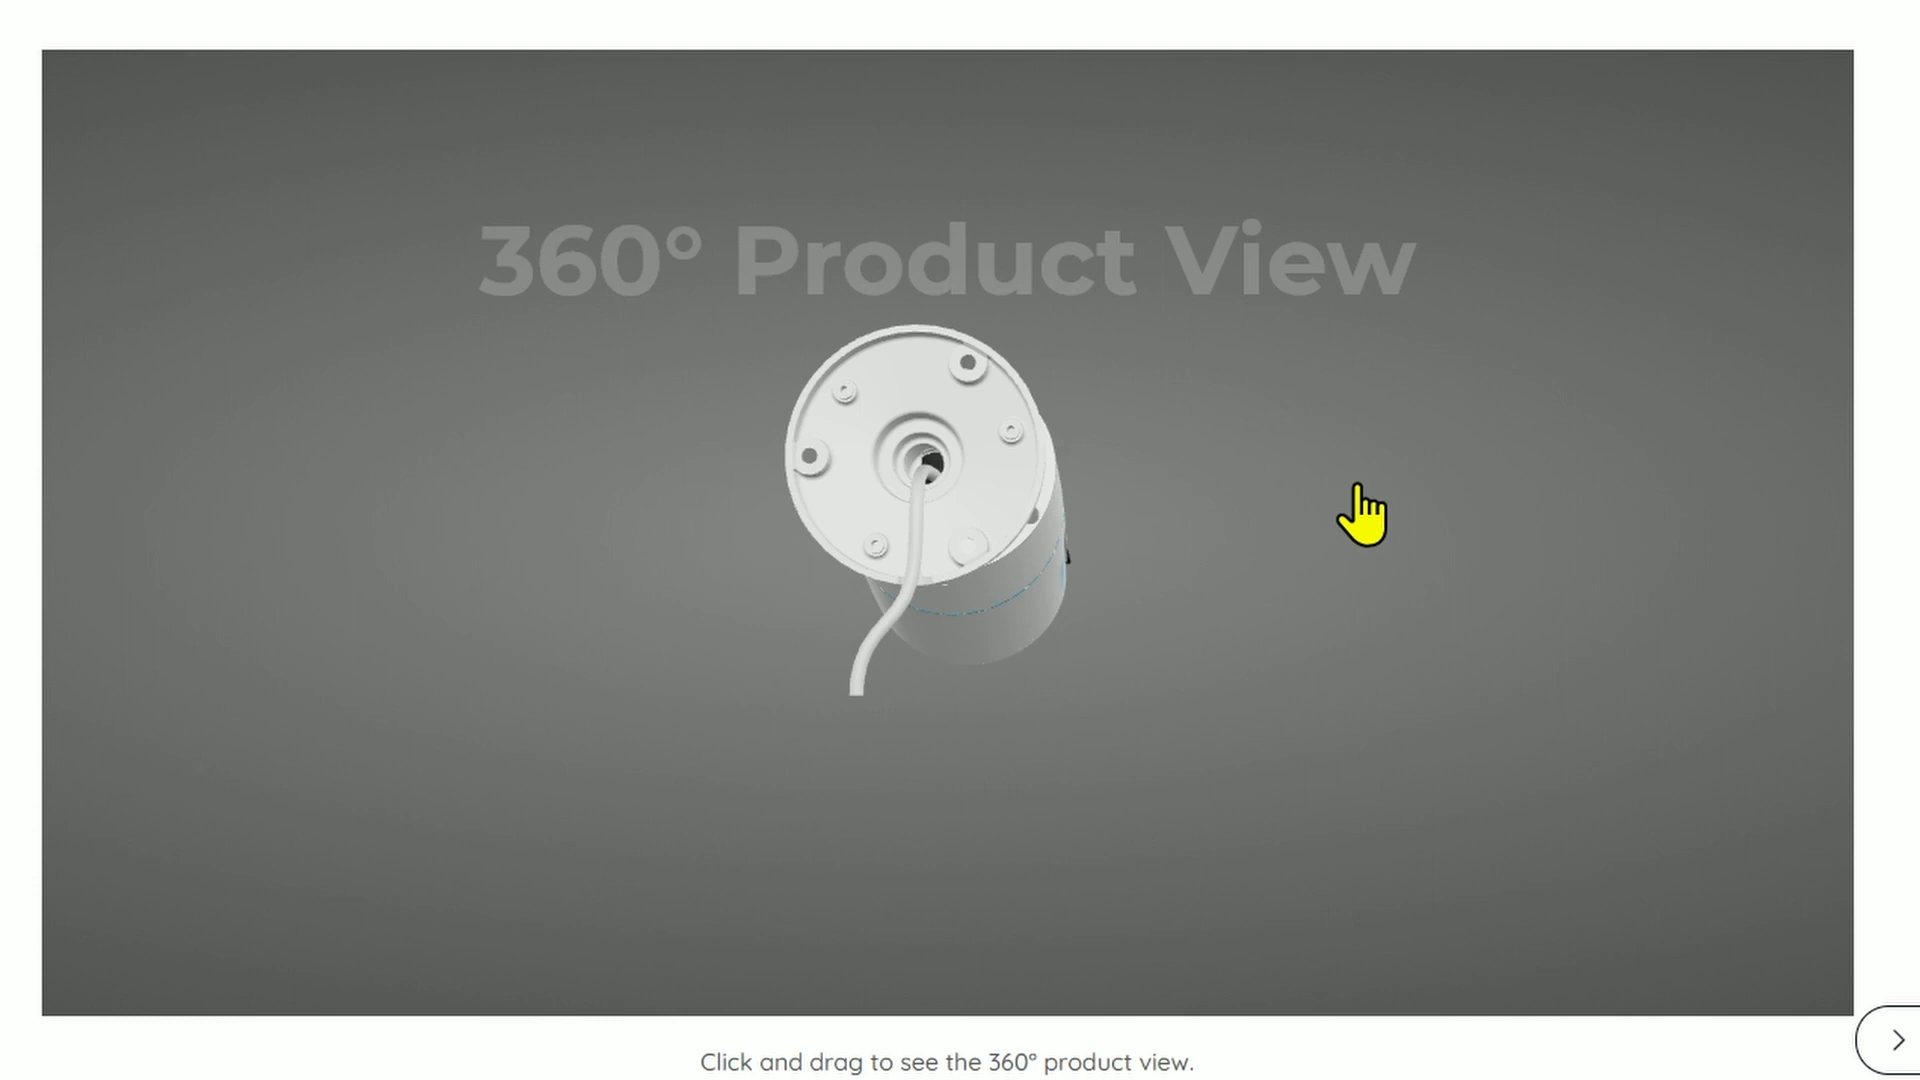 360° Product View
Click and drag to see the 360° product view.